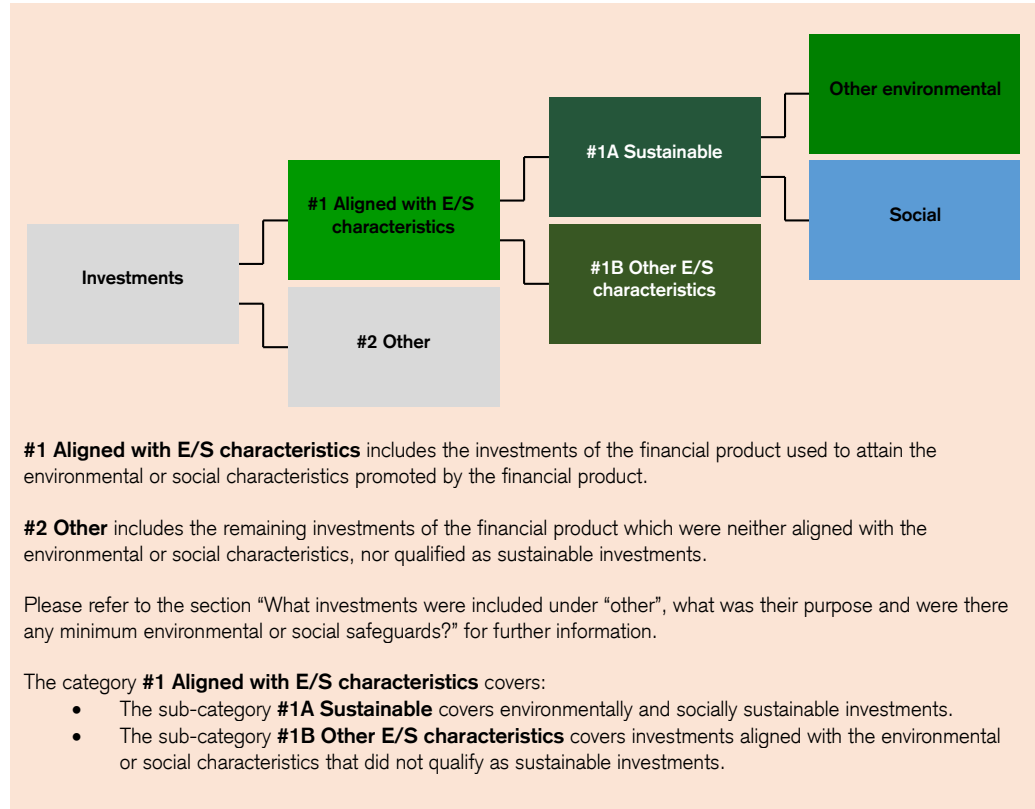 Other environmental
#1A Sustainable
#1 Aligned with E/S
characteristics
Social
Investments
#1B Other E/S
characteristics
#2 Other
#1 Aligned with E/S characteristics includes the investments of the financial product used to attain the
environmental or social characteristics promoted by the financial product.
#2 Other includes the remaining investments of the financial product which were neither aligned with the
environmental or social characteristics, nor qualified as sustainable investments.
Please refer to the section “What investments were included under “other”, what was their purpose and were there
any minimum environmental or social safeguards?” for further information.
The category #1 Aligned with E/S characteristics covers:
• The sub-category #1A Sustainable covers environmentally and socially sustainable investments.
• The sub-category #1B Other E/S characteristics covers investments aligned with the environmental
or social characteristics that did not qualify as sustainable investments.